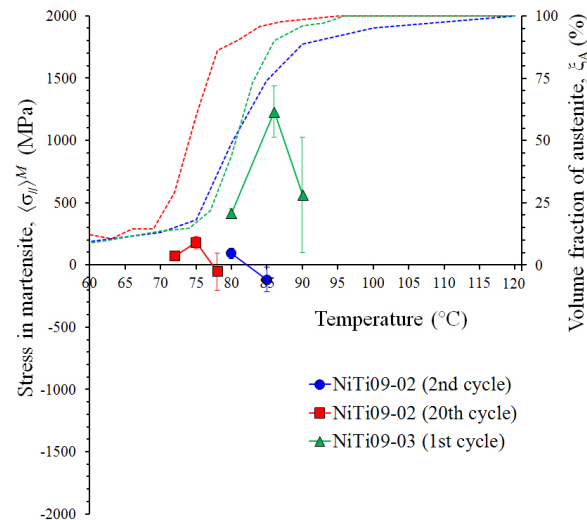 2000
1500
1000
500
0
-500
-1000
-1500
-2000
Stress in martensite, ⟨σ_//⟩^M (MPa)
100
75
50
25
0
Volume fraction of austenite, ξ_A (%)
60 65 70 75 80 85 90 95 100 105 110 115 120
Temperature (°C)
NiTi09-02 (2nd cycle)
NiTi09-02 (20th cycle)
NiTi09-03 (1st cycle)